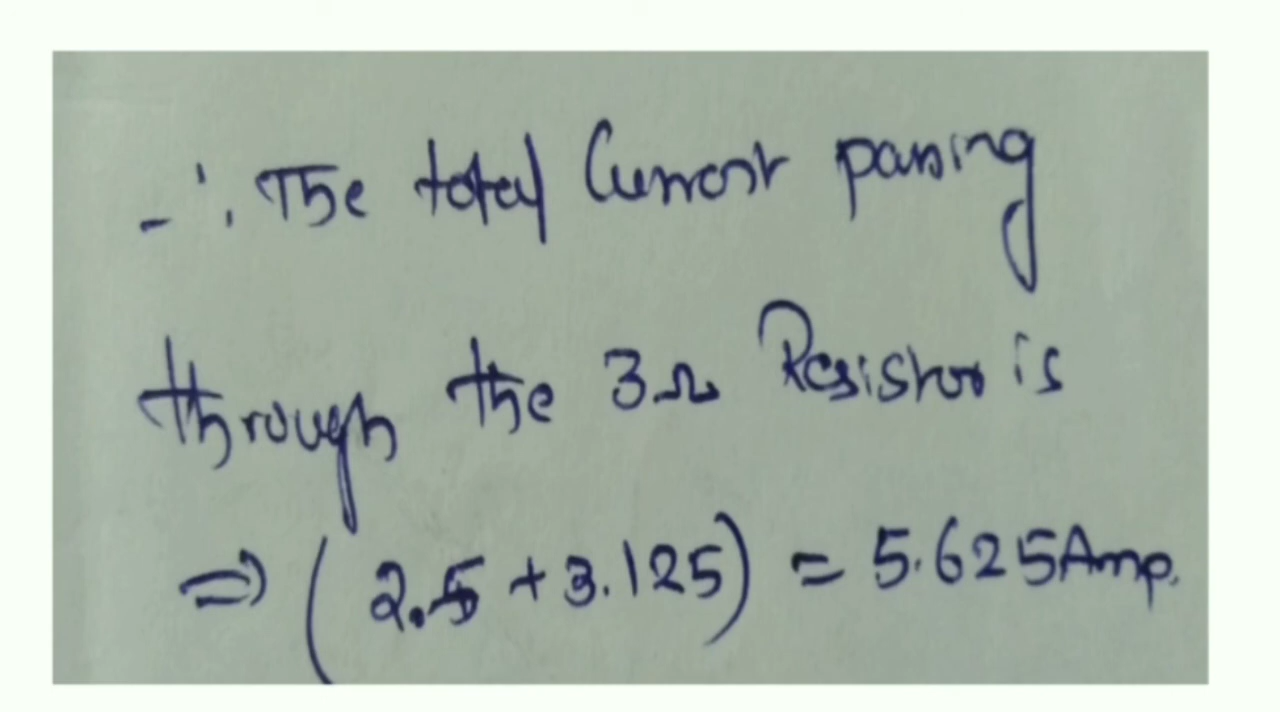 ∴ The total Current passing
through the 3Ω Resistor is
⇒ (2.5 + 3.125) = 5.625 Amp.